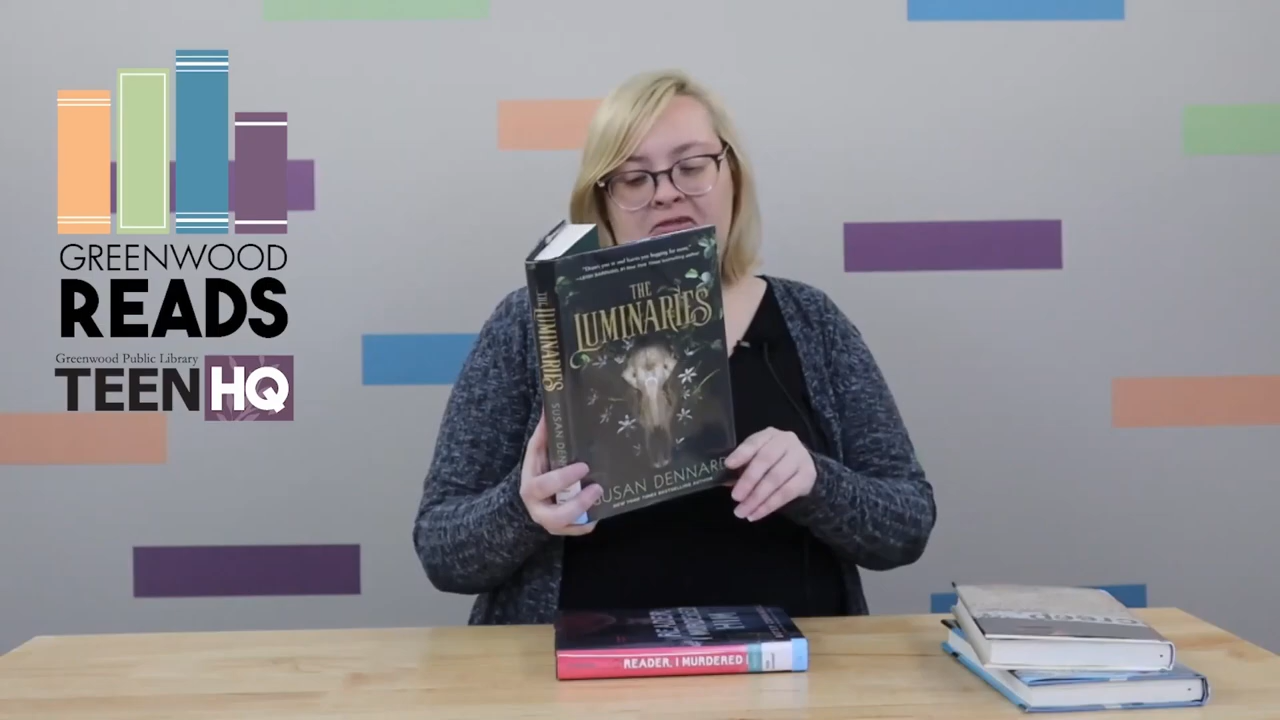 GREENWOOD
READS
Greenwood Public Library
TEEN HQ
THE
LUMINARIES
SUSAN DENNARD
NEW YORK TIMES BESTSELLING AUTHOR
THE LUMINARIES SUSAN DEN
READER, I MURDERED